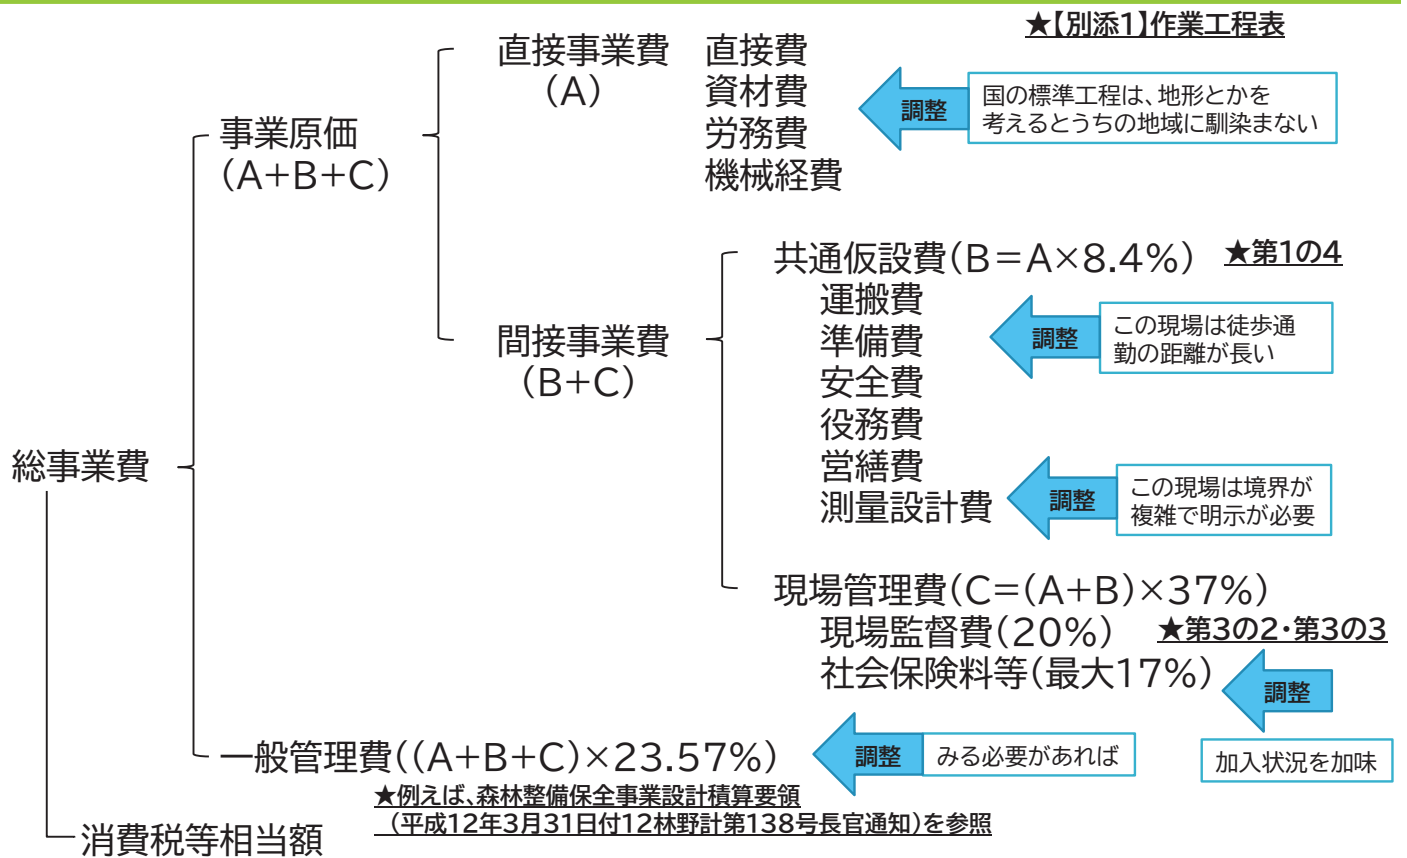 ★【別添1】作業工程表
直接事業費
(A)
直接費
資材費
労務費
機械経費
調整
国の標準工程は、地形とかを
考えるとうちの地域に馴染まない
事業原価
(A+B+C)
共通仮設費(B=A×8.4%)
★第1の4
運搬費
準備費
安全費
役務費
営繕費
測量設計費
調整
この現場は徒歩通
勤の距離が長い
間接事業費
(B+C)
調整
この現場は境界が
複雑で明示が必要
総事業費
現場管理費(C=(A+B)×37%)
現場監督費(20%)
★第3の2・第3の3
社会保険料等(最大17%)
調整
加入状況を加味
一般管理費((A+B+C)×23.57%)
調整
みる必要があれば
★例えば、森林整備保全事業設計積算要領
(平成12年3月31日付12林野計第138号長官通知)を参照
消費税等相当額